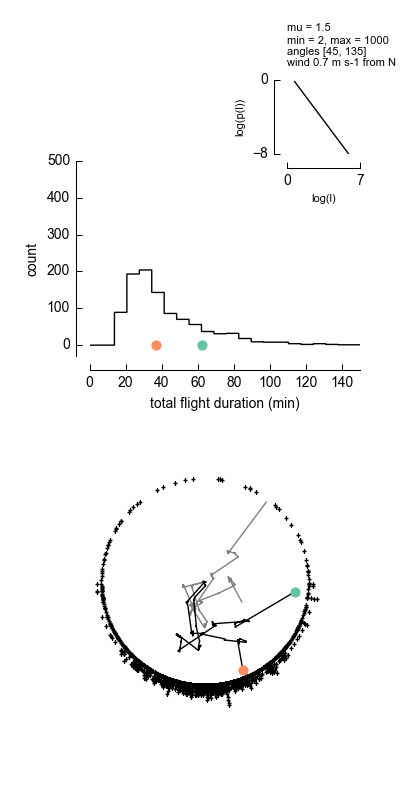 mu = 1.5
min = 2, max = 1000
angles [45, 135]
wind 0.7 m s-1 from N
0
log(p(l))
−8
0 7
log(l)
500
400
300
count
200
100
0
0 20 40 60 80 100 120 140
total flight duration (min)